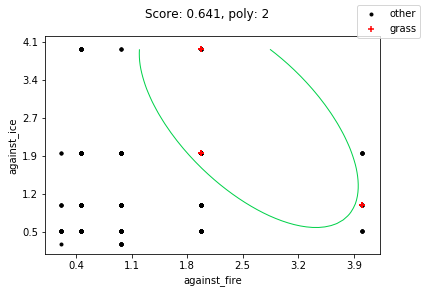 Score: 0.641, poly: 2
other
grass
4.1
3.4
2.7
1.9
1.2
0.5
against_ice
0.4
1.1
1.8
2.5
3.2
3.9
against_fire